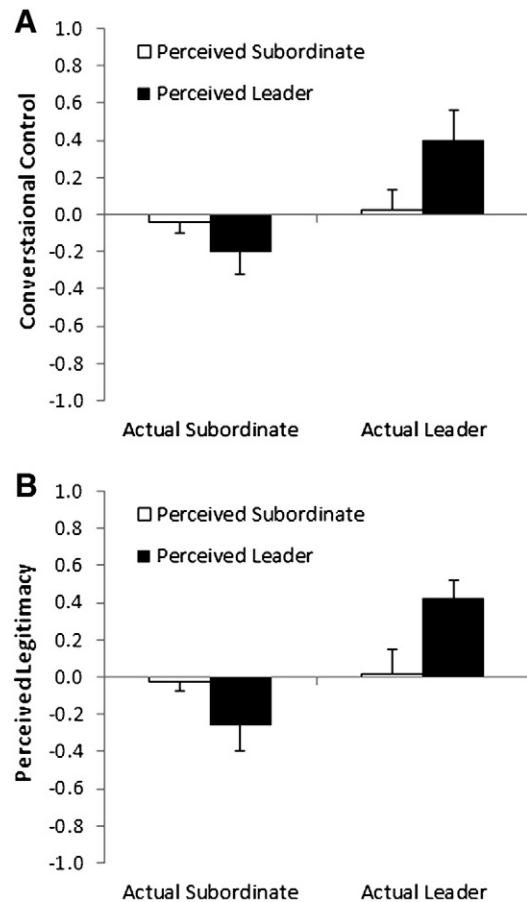 A
1.0
0.8
0.6
0.4
0.2
0.0
-0.2
-0.4
-0.6
-0.8
-1.0
Converstaional Control
Perceived Subordinate
Perceived Leader
Actual Subordinate Actual Leader
B
1.0
0.8
0.6
0.4
0.2
0.0
-0.2
-0.4
-0.6
-0.8
-1.0
Perceived Legitimacy
Perceived Subordinate
Perceived Leader
Actual Subordinate Actual Leader